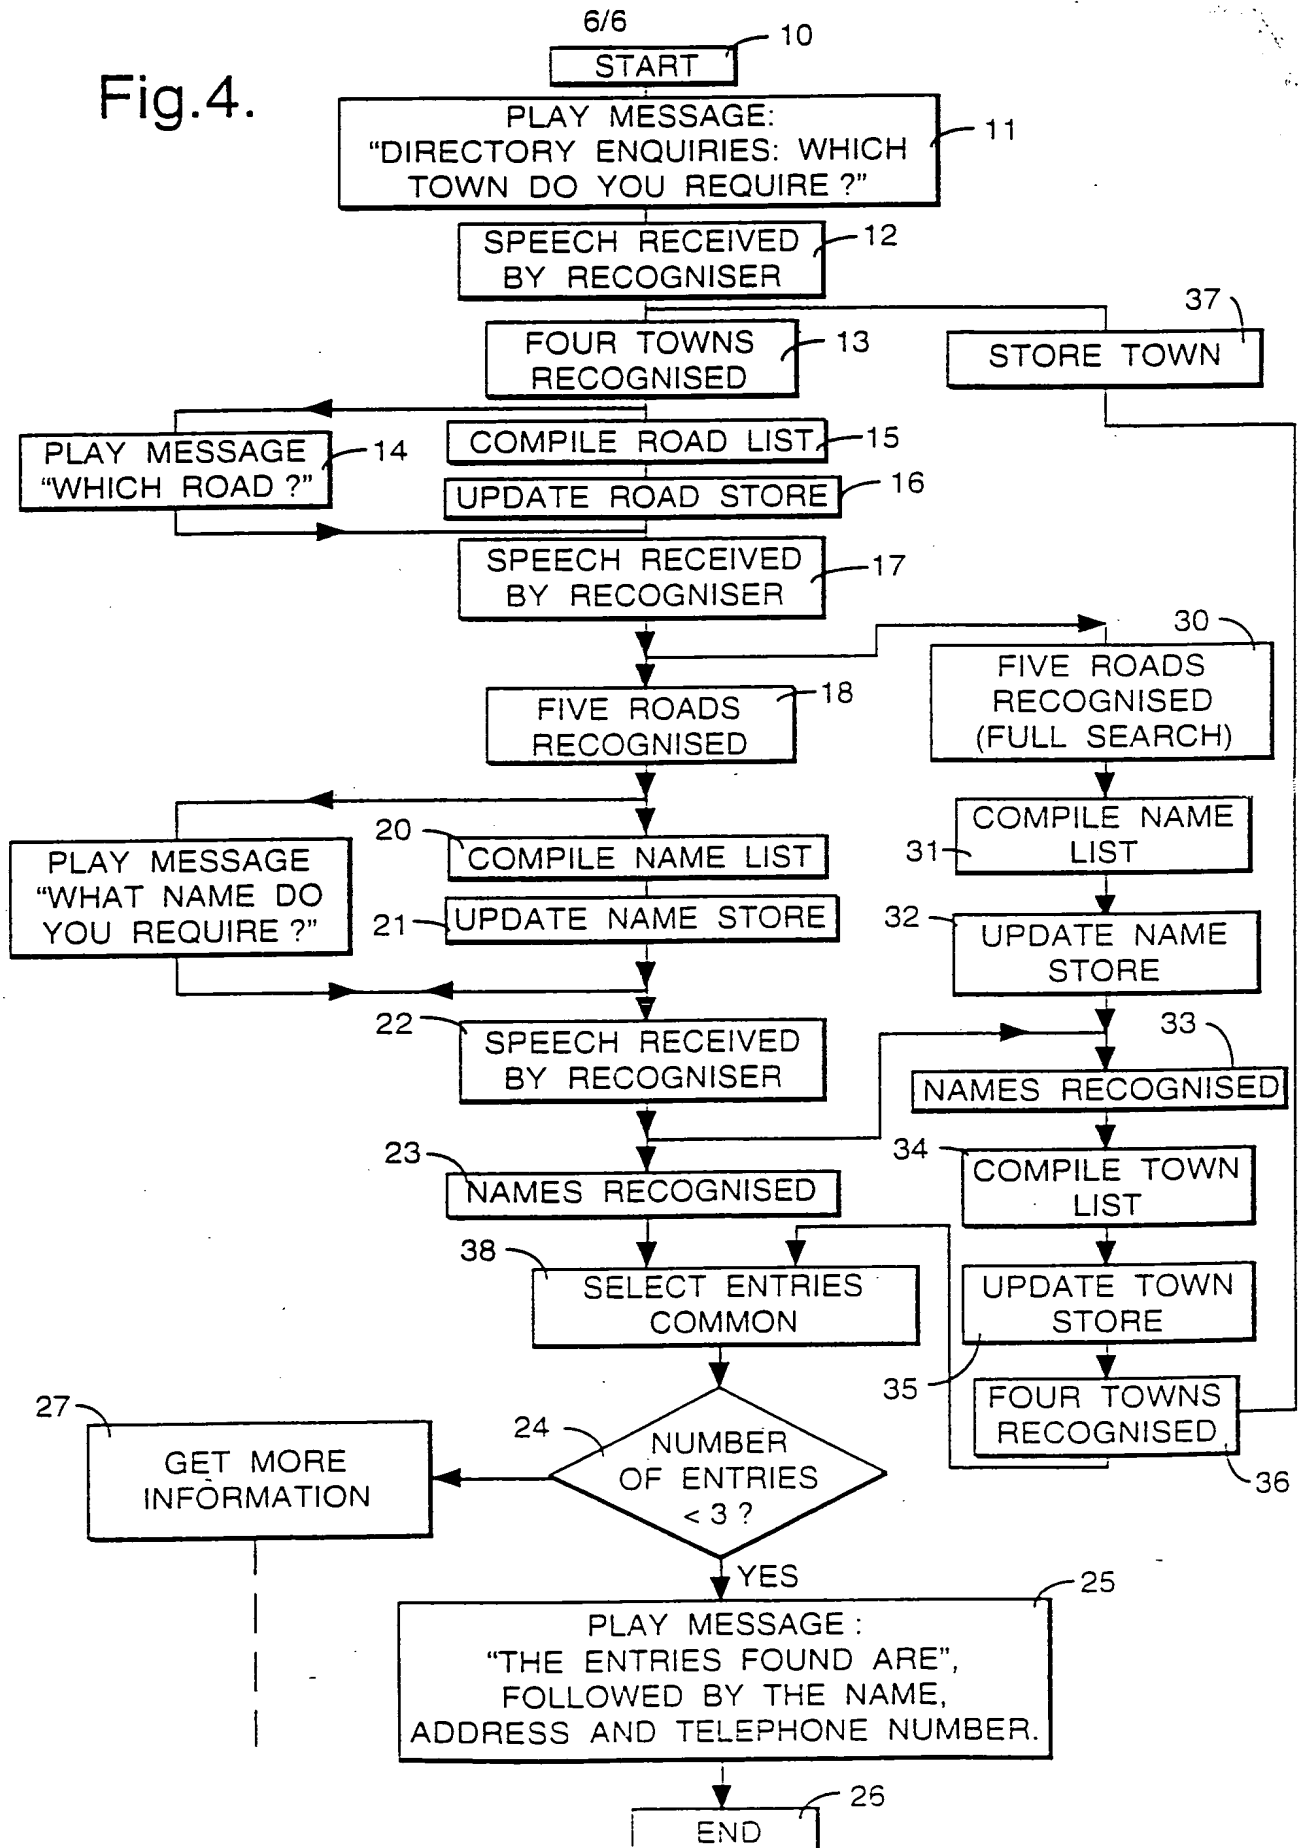 6/6
Fig.4.
START
10
PLAY MESSAGE:
“DIRECTORY ENQUIRIES: WHICH
TOWN DO YOU REQUIRE ?”
11
SPEECH RECEIVED
BY RECOGNISER
12
FOUR TOWNS
RECOGNISED
13
37
STORE TOWN
PLAY MESSAGE
“WHICH ROAD ?”
14
COMPILE ROAD LIST
15
UPDATE ROAD STORE
16
SPEECH RECEIVED
BY RECOGNISER
17
30
FIVE ROADS
RECOGNISED
(FULL SEARCH)
FIVE ROADS
RECOGNISED
18
COMPILE NAME
LIST
31
20
COMPILE NAME LIST
PLAY MESSAGE
“WHAT NAME DO
YOU REQUIRE ?”
21
UPDATE NAME STORE
32
UPDATE NAME
STORE
22
SPEECH RECEIVED
BY RECOGNISER
33
NAMES RECOGNISED
23
NAMES RECOGNISED
34
COMPILE TOWN
LIST
38
SELECT ENTRIES
COMMON
UPDATE TOWN
STORE
35
FOUR TOWNS
RECOGNISED
36
27
GET MORE
INFORMATION
24
NUMBER
OF ENTRIES
< 3 ?
YES
25
PLAY MESSAGE :
“THE ENTRIES FOUND ARE”,
FOLLOWED BY THE NAME,
ADDRESS AND TELEPHONE NUMBER.
26
END